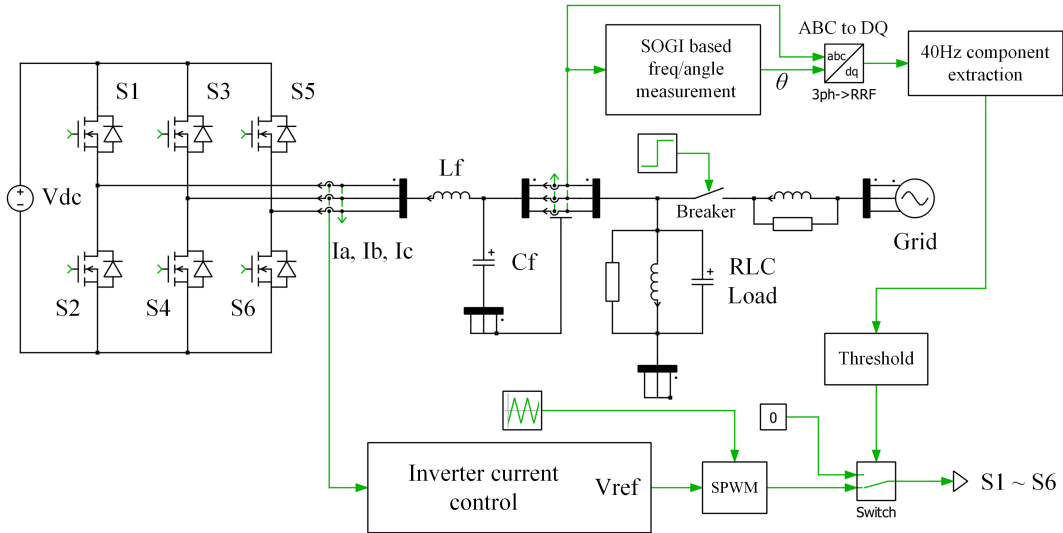 ABC to DQ
SOGI based
freq/angle
measurement
θ
abc
dq
3ph->RRF
40Hz component
extraction
S1
S3
S5
Vdc
Lf
Breaker
Grid
Ia, Ib, Ic
Cf
RLC
Load
S2
S4
S6
Threshold
0
Inverter current
control
Vref
SPWM
Switch
S1 ~ S6